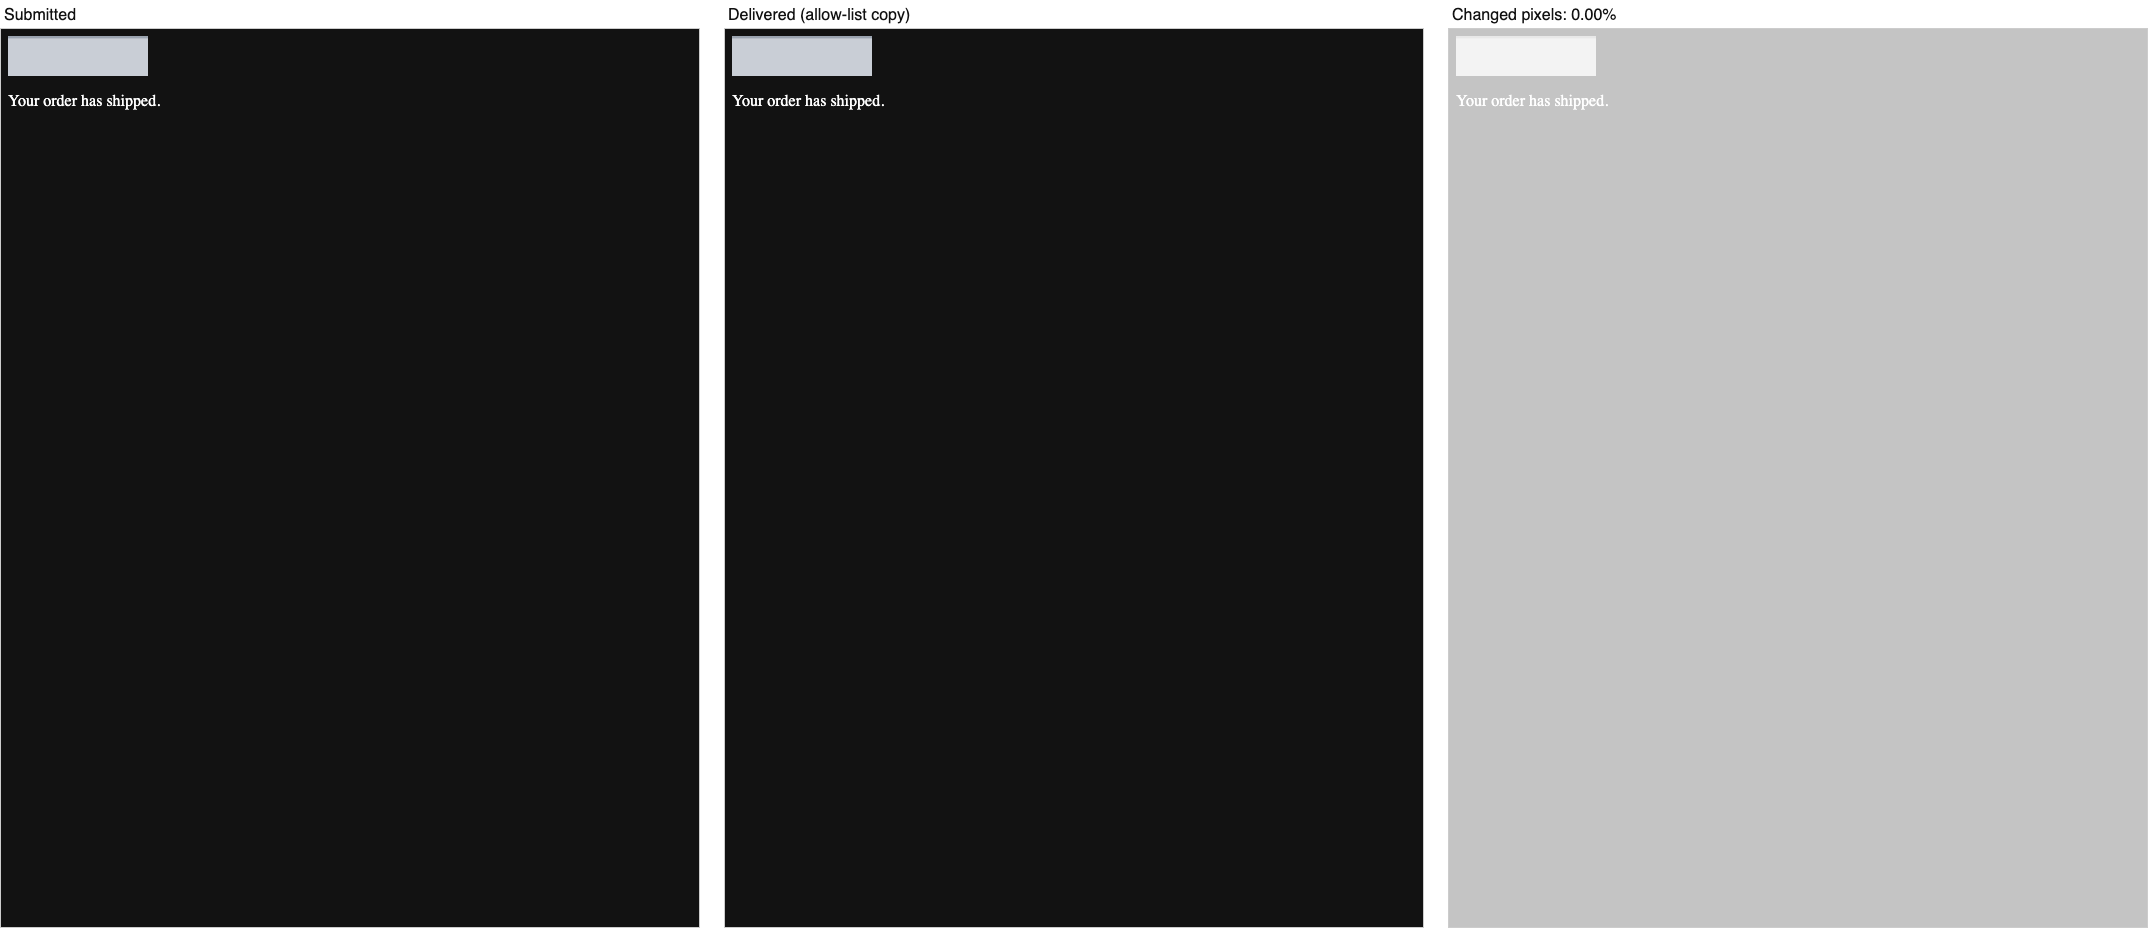 Submitted
Your order has shipped.
Delivered (allow-list copy)
Your order has shipped.
Changed pixels: 0.00%
Your order has shipped.